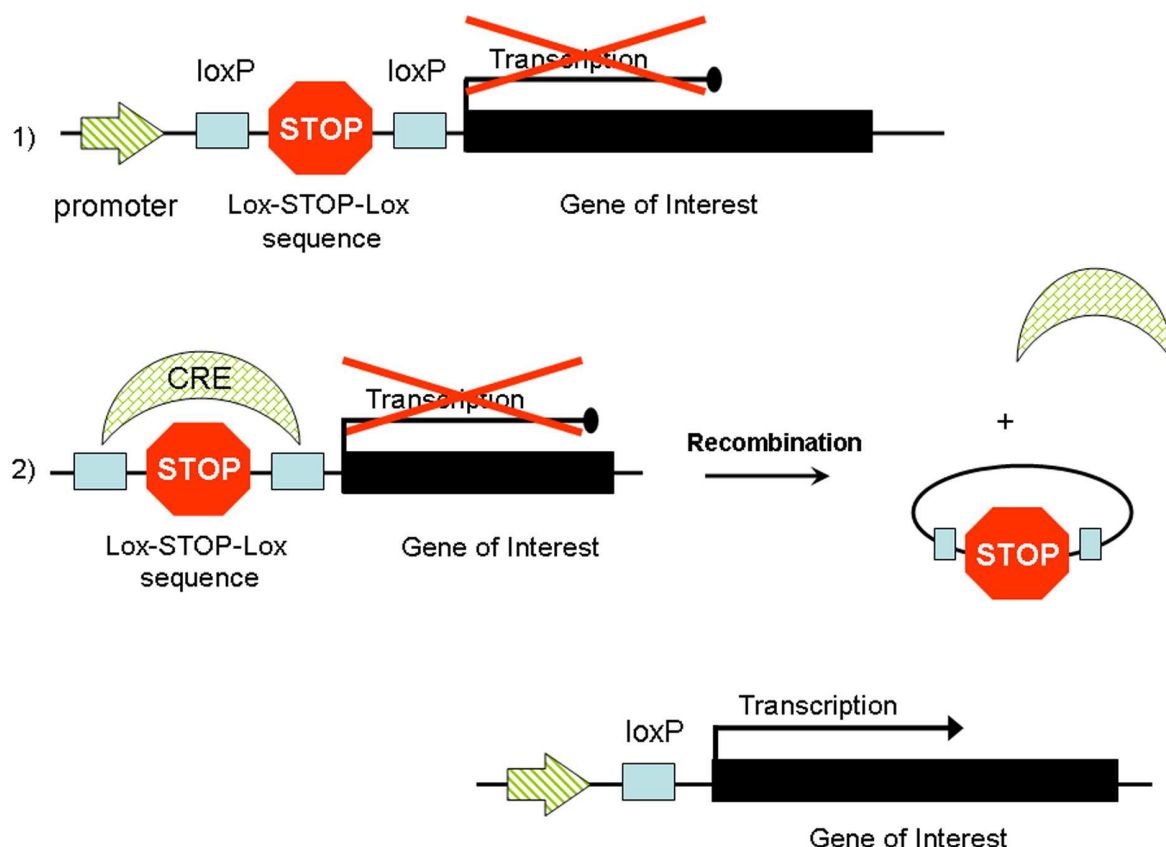 Transcription
loxP
loxP
1)
STOP
promoter
Lox-STOP-Lox
sequence
Gene of Interest
CRE
Transcription
2)
STOP
Lox-STOP-Lox
sequence
Gene of Interest
Recombination
+
STOP
loxP
Transcription
Gene of Interest